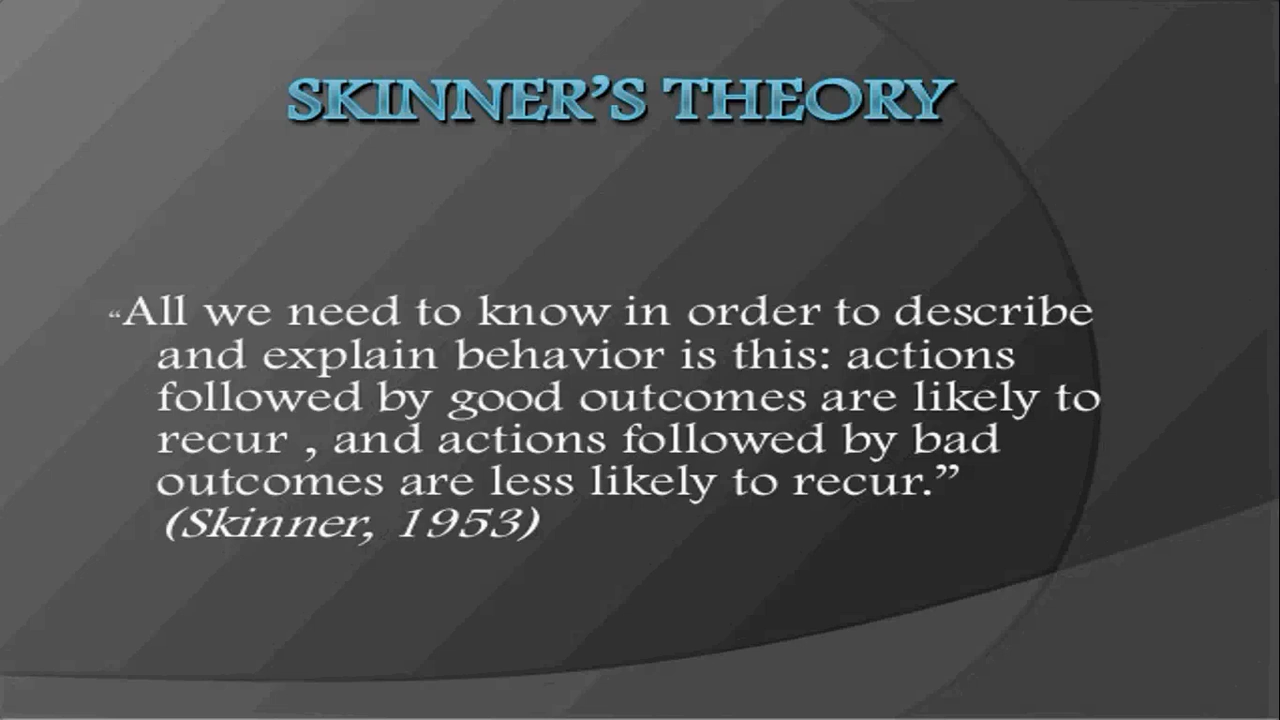 SKINNER’S THEORY
“All we need to know in order to describe
and explain behavior is this: actions
followed by good outcomes are likely to
recur , and actions followed by bad
outcomes are less likely to recur.”
(Skinner, 1953)